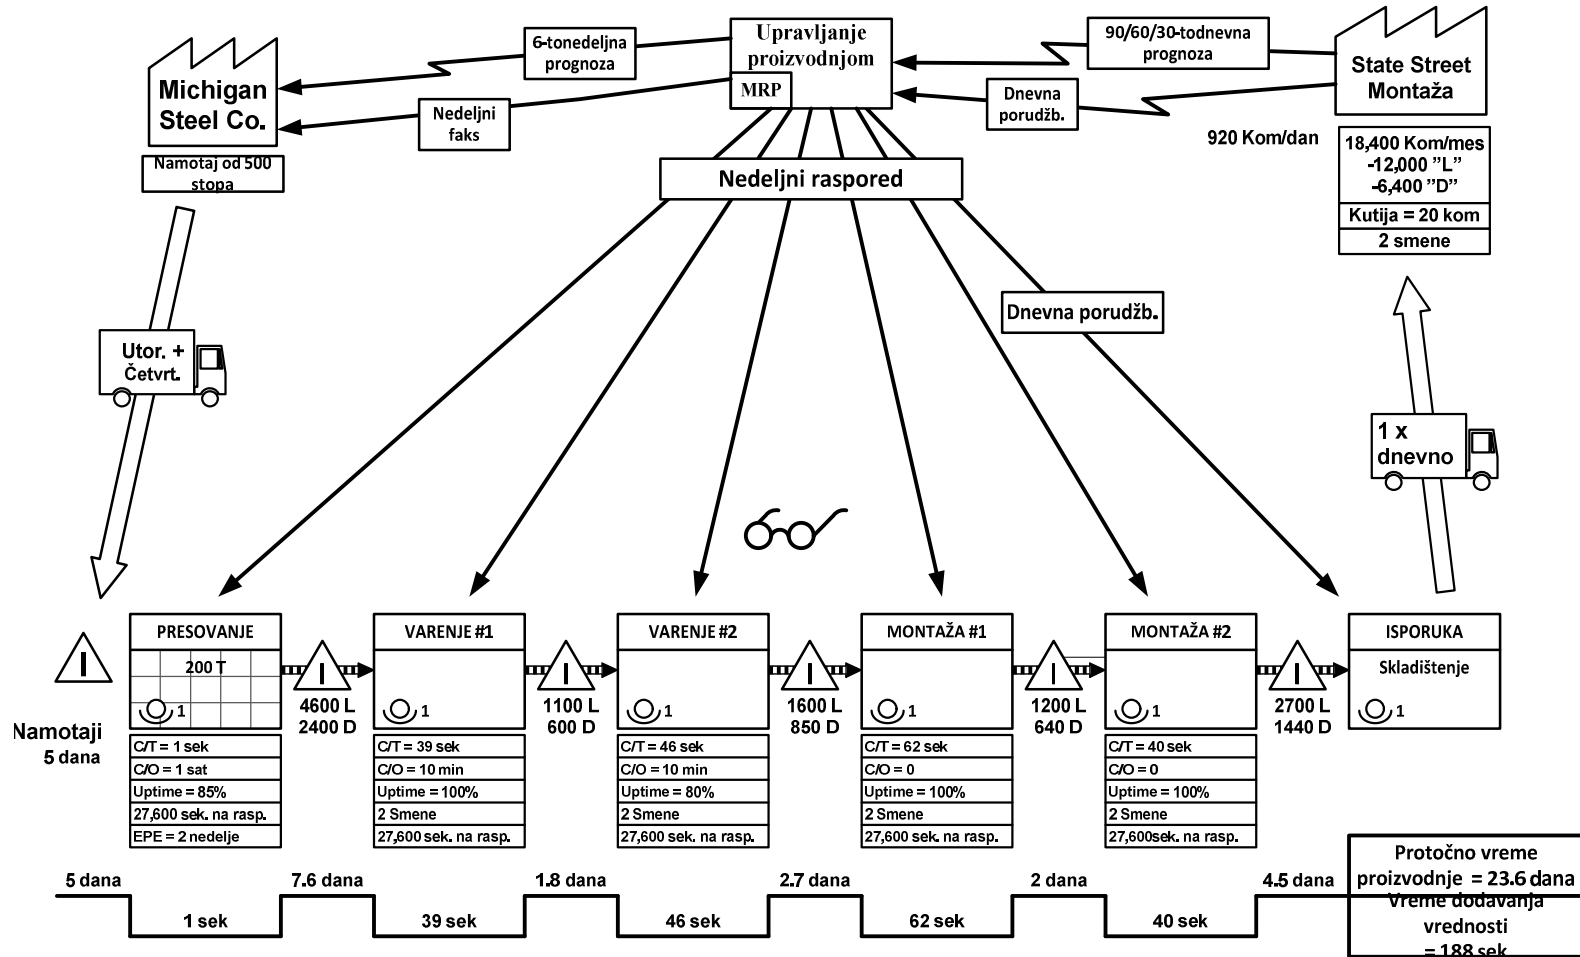 Michigan
Steel Co.
Namotaj od 500
stopa
6-tonedeljna
prognoza
Nedeljni
faks
Upravljanje
proizvodnjom
MRP
90/60/30-todnevna
prognoza
Dnevna
porudžb.
State Street
Montaža
920 Kom/dan
18,400 Kom/mes
-12,000 ”L”
-6,400 ”D”
Kutija = 20 kom
2 smene
Nedeljni raspored
Dnevna porudžb.
Utor. +
Četvrt.
1 x
dnevno
I
Namotaji
5 dana
PRESOVANJE
200 T
1
C/T = 1 sek
C/O = 1 sat
Uptime = 85%
27,600 sek. na rasp.
EPE = 2 nedelje
I
4600 L
2400 D
VARENJE #1
1
C/T = 39 sek
C/O = 10 min
Uptime = 100%
2 Smene
27,600 sek. na rasp.
I
1100 L
600 D
VARENJE #2
1
C/T = 46 sek
C/O = 10 min
Uptime = 80%
2 Smene
27,600 sek. na rasp.
I
1600 L
850 D
MONTAŽA #1
1
C/T = 62 sek
C/O = 0
Uptime = 100%
2 Smene
27,600 sek. na rasp.
I
1200 L
640 D
MONTAŽA #2
1
C/T = 40 sek
C/O = 0
Uptime = 100%
2 Smene
27,600sek. na rasp.
I
2700 L
1440 D
ISPORUKA
Skladištenje
1
5 dana
1 sek
7.6 dana
39 sek
1.8 dana
46 sek
2.7 dana
62 sek
2 dana
40 sek
4.5 dana
Protočno vreme
proizvodnje = 23.6 dana
Vreme dodavanja
vrednosti
= 188 sek